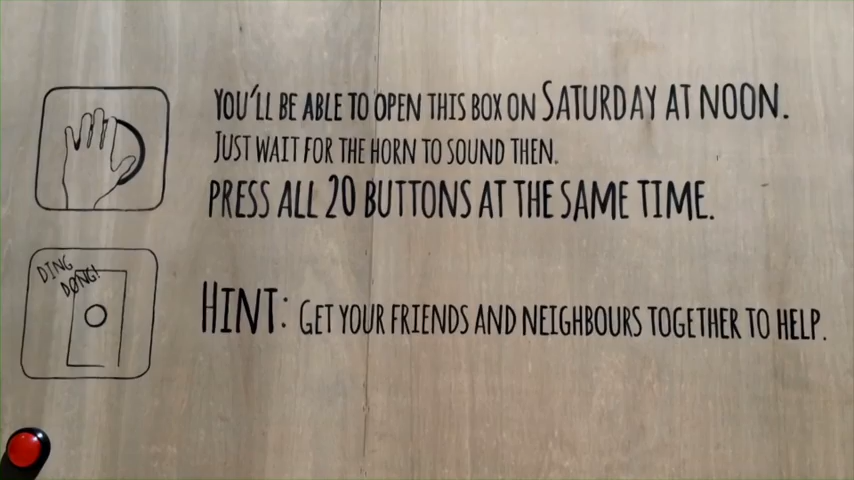 YOU'LL BE ABLE TO OPEN THIS BOX ON SATURDAY AT NOON.
JUST WAIT FOR THE HORN TO SOUND THEN.
PRESS ALL 20 BUTTONS AT THE SAME TIME.
DING
DONG!
HINT: GET YOUR FRIENDS AND NEIGHBOURS TOGETHER TO HELP.